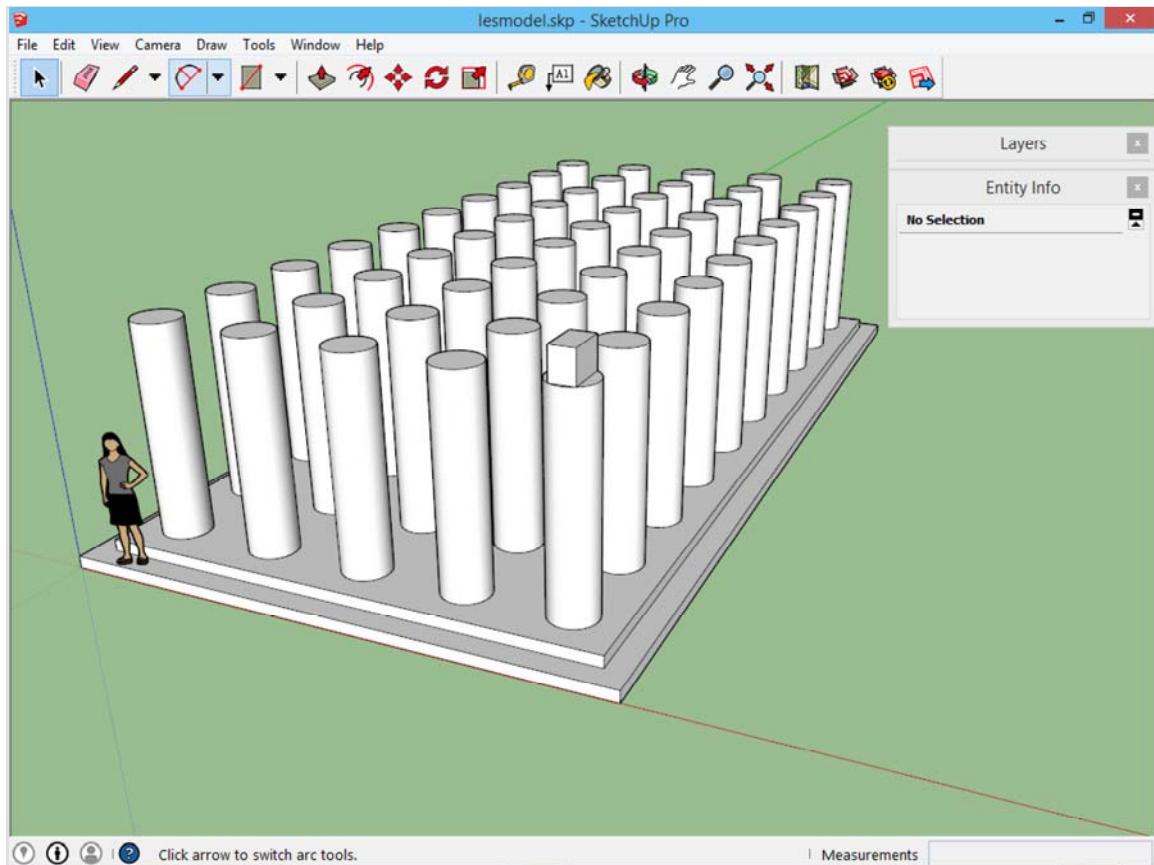 lesmodel.skp - SketchUp Pro
File Edit View Camera Draw Tools Window Help
A1
Layers
Entity Info
No Selection
Click arrow to switch arc tools.
Measurements